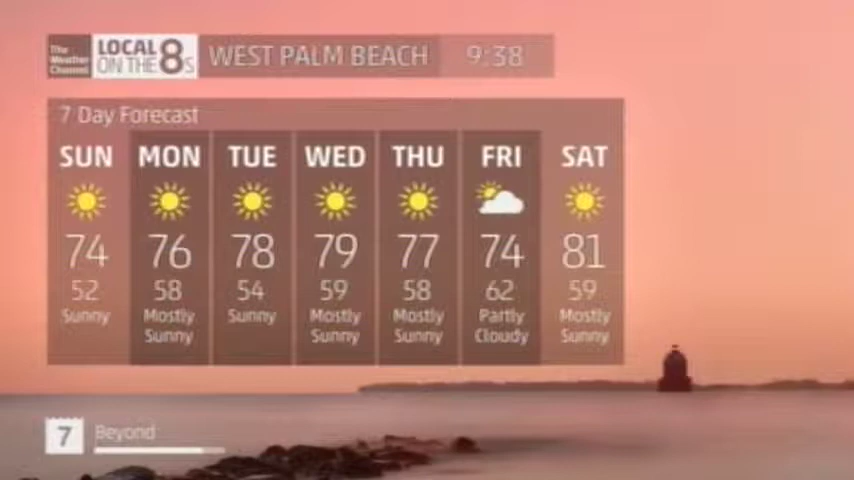 The Weather Channel LOCAL ON THE 8s WEST PALM BEACH 9:38
7 Day Forecast
SUN MON TUE WED THU FRI SAT
74 76 78 79 77 74 81
52 58 54 59 58 62 59
Sunny Mostly Sunny Mostly Mostly Partly Mostly
Sunny Sunny Sunny Cloudy Sunny
7 Beyond